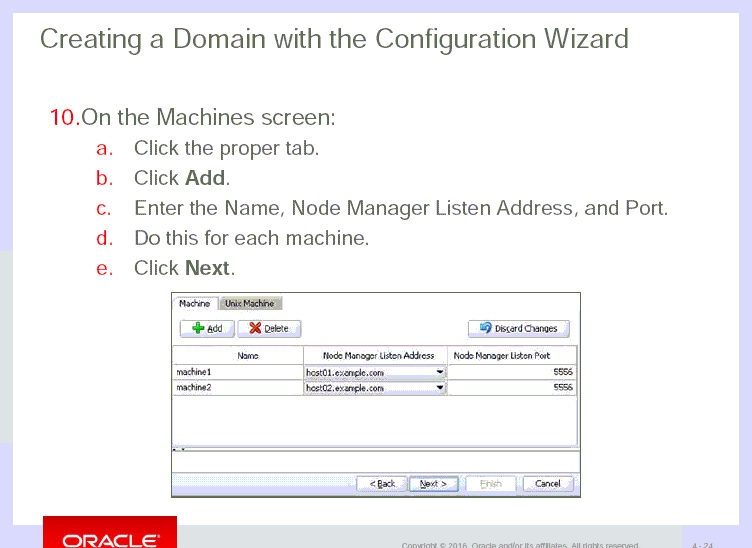 Creating a Domain with the Configuration Wizard
10.On the Machines screen:
a. Click the proper tab.
b. Click Add.
c. Enter the Name, Node Manager Listen Address, and Port.
d. Do this for each machine.
e. Click Next.
Machine Unix Machine
Add Delete Discard Changes
Name Node Manager Listen Address Node Manager Listen Port
machine1 host01.example.com 5556
machine2 host02.example.com 5556
< Back Next > Finish Cancel
ORACLE
Copyright © 2016, Oracle and/or its affiliates. All rights reserved. 4 - 24